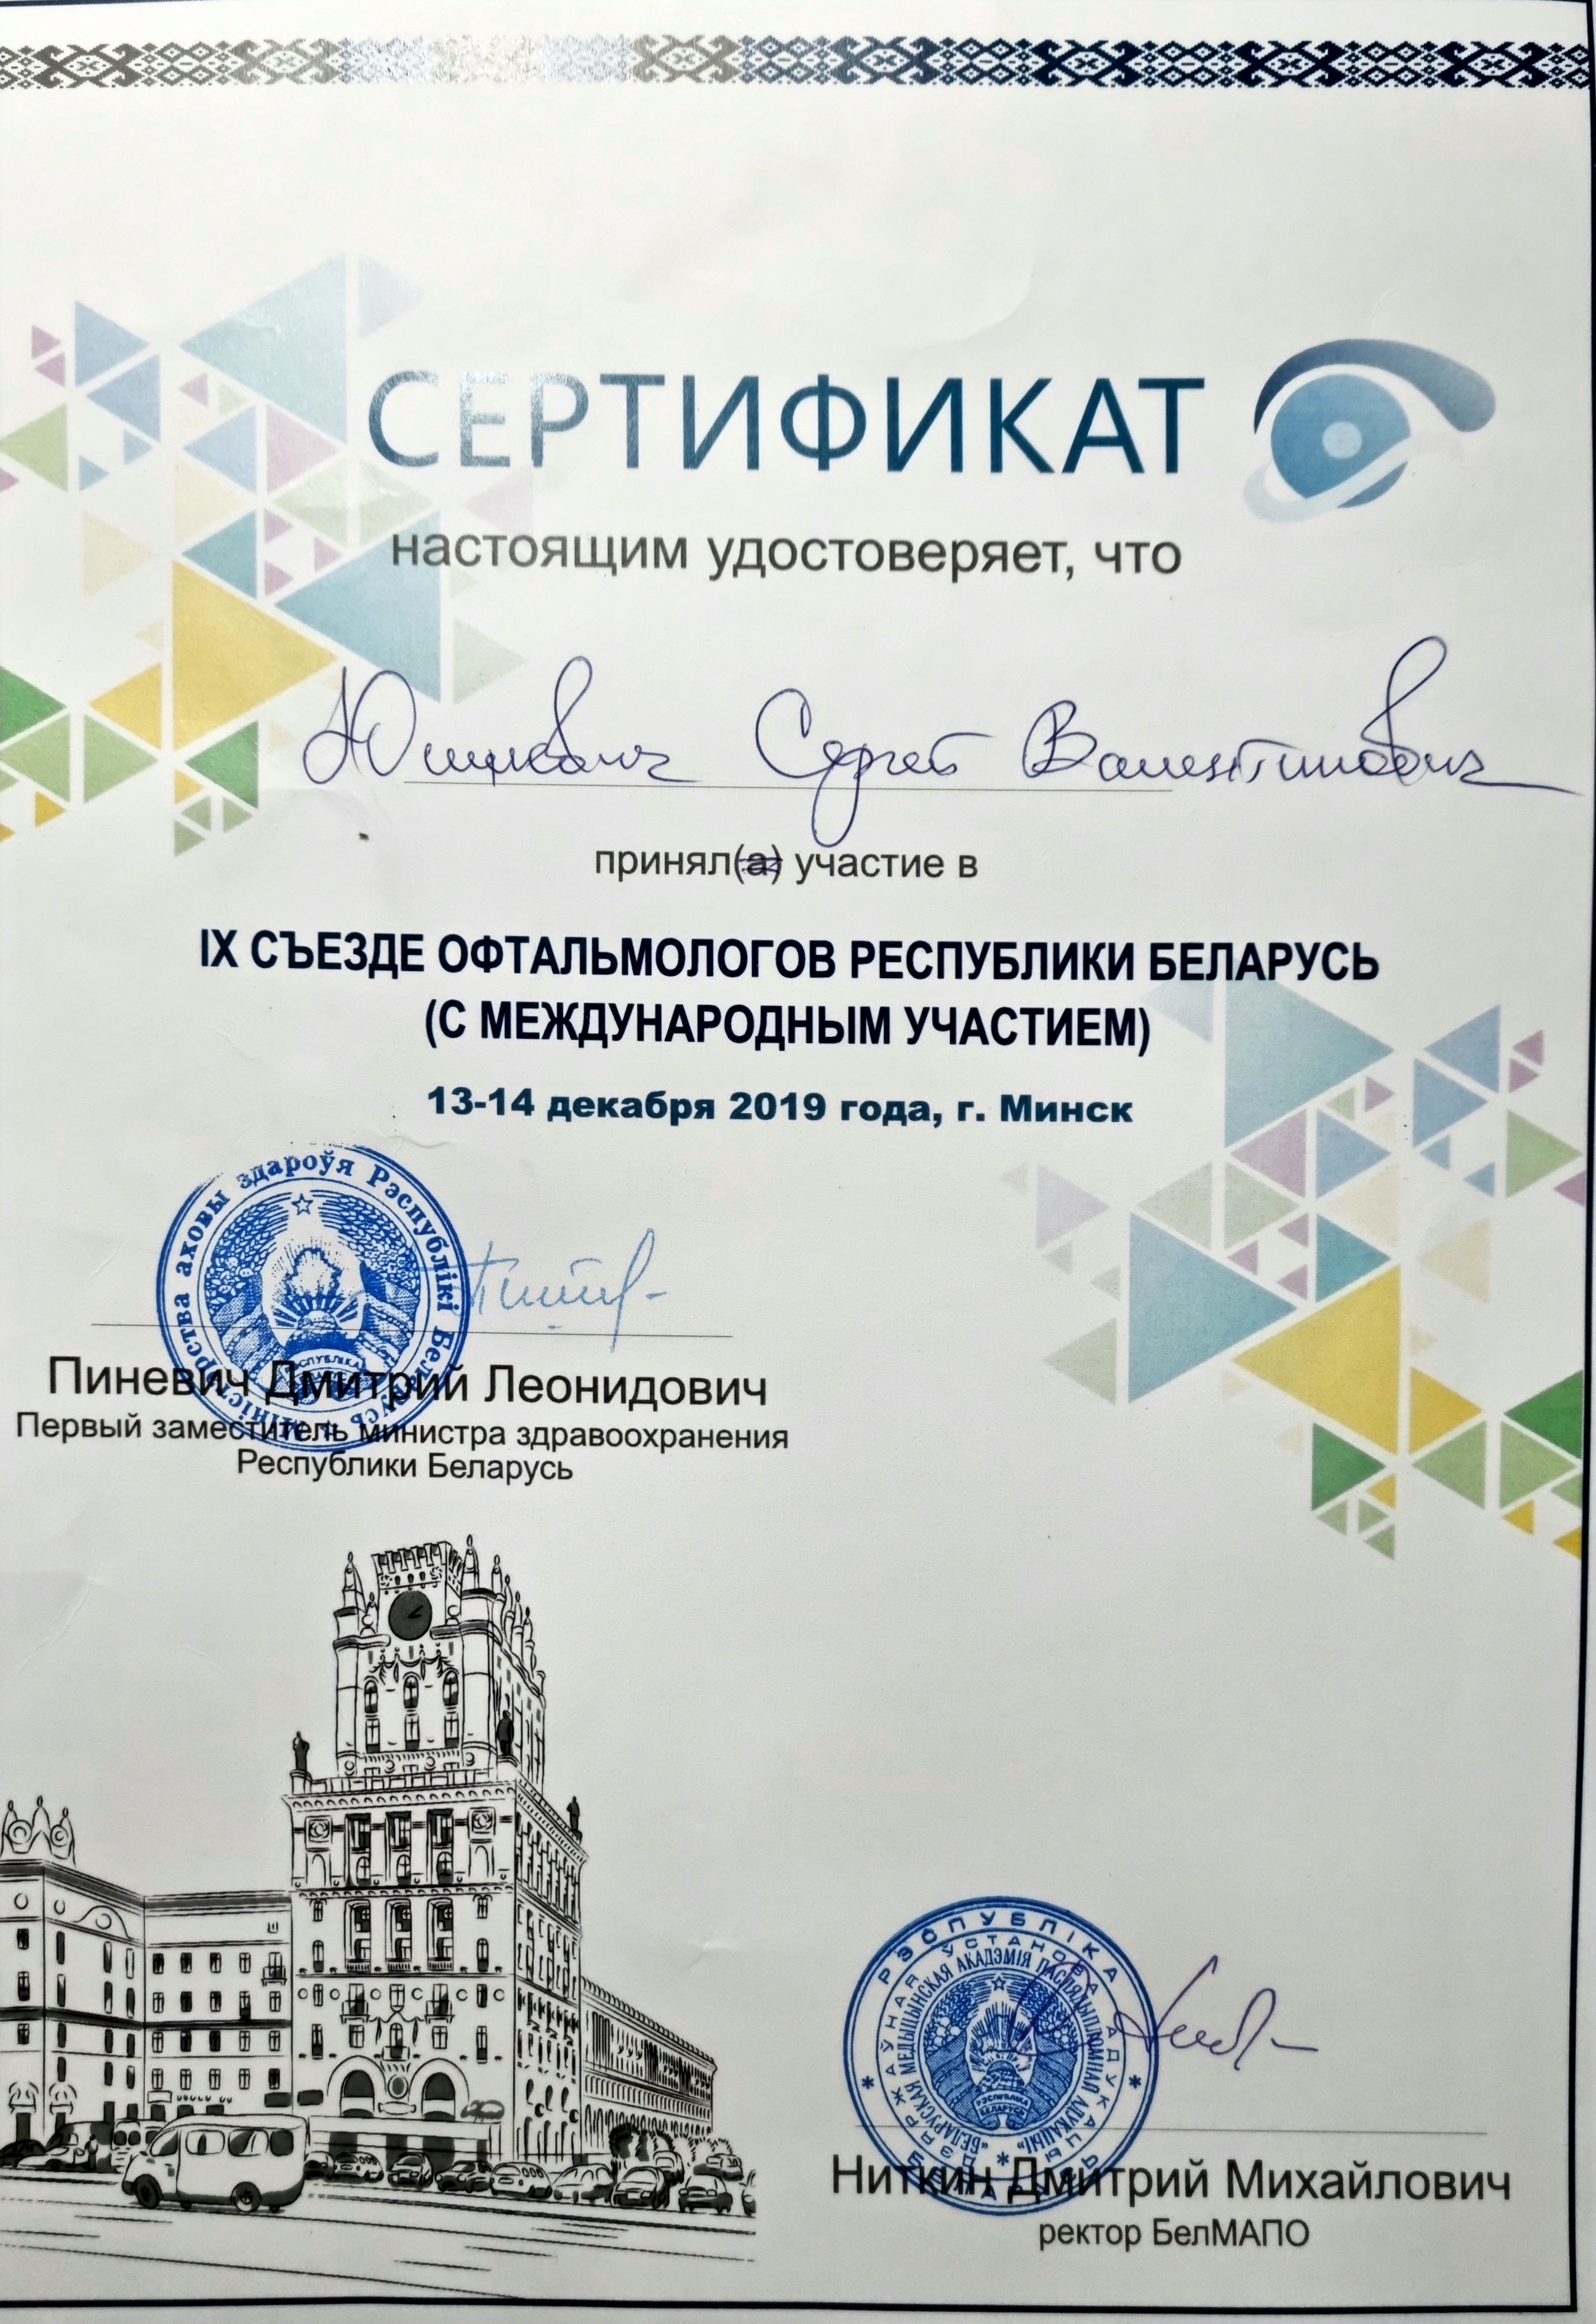 СЕРТИФИКАТ
настоящим удостоверяет, что
Юшкевич Сергей Валентинович
принял(а) участие в
IX СЪЕЗДЕ ОФТАЛЬМОЛОГОВ РЕСПУБЛИКИ БЕЛАРУСЬ
(С МЕЖДУНАРОДНЫМ УЧАСТИЕМ)
13-14 декабря 2019 года, г. Минск
Міністэрства аховы здароўя Рэспублікі Беларусь
Пиневич Дмитрий Леонидович
Первый заместитель министра здравоохранения
Республики Беларусь
РЭСПУБЛІКА БЕЛАРУСЬ
ДЗЯРЖАЎНАЯ ЎСТАНОВА АДУКАЦЫІ
«БЕЛАРУСКАЯ МЕДЫЦЫНСКАЯ АКАДЭМІЯ ПАСЛЯДЫПЛОМНАЙ АДУКАЦЫІ»
РЭСПУБЛІКА
БЕЛАРУСЬ
Ниткин Дмитрий Михайлович
ректор БелМАПО